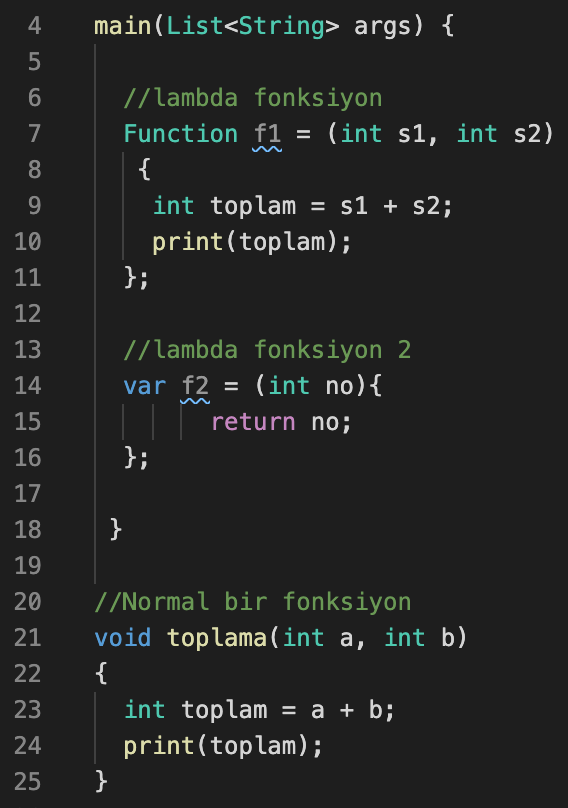 4 main(List<String> args) {
5
6 //lambda fonksiyon
7 Function f1 = (int s1, int s2)
8 {
9 int toplam = s1 + s2;
10 print(toplam);
11 };
12
13 //lambda fonksiyon 2
14 var f2 = (int no){
15 return no;
16 };
17
18 }
19
20 //Normal bir fonksiyon
21 void toplama(int a, int b)
22 {
23 int toplam = a + b;
24 print(toplam);
25 }